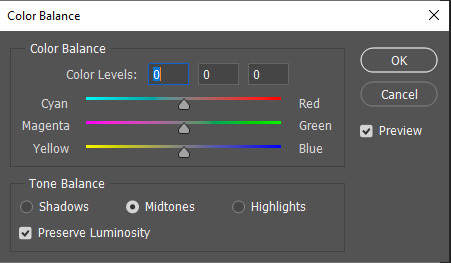 Color Balance
Color Balance
Color Levels: 0 0 0
Cyan Red
Magenta Green
Yellow Blue
Tone Balance
Shadows Midtones Highlights
Preserve Luminosity
OK
Cancel
Preview